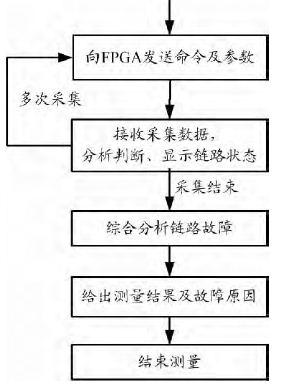 向FPGA发送命令及参数
多次采集
接收采集数据,
分析判断、显示链路状态
采集结束
综合分析链路故障
给出测量结果及故障原因
结束测量